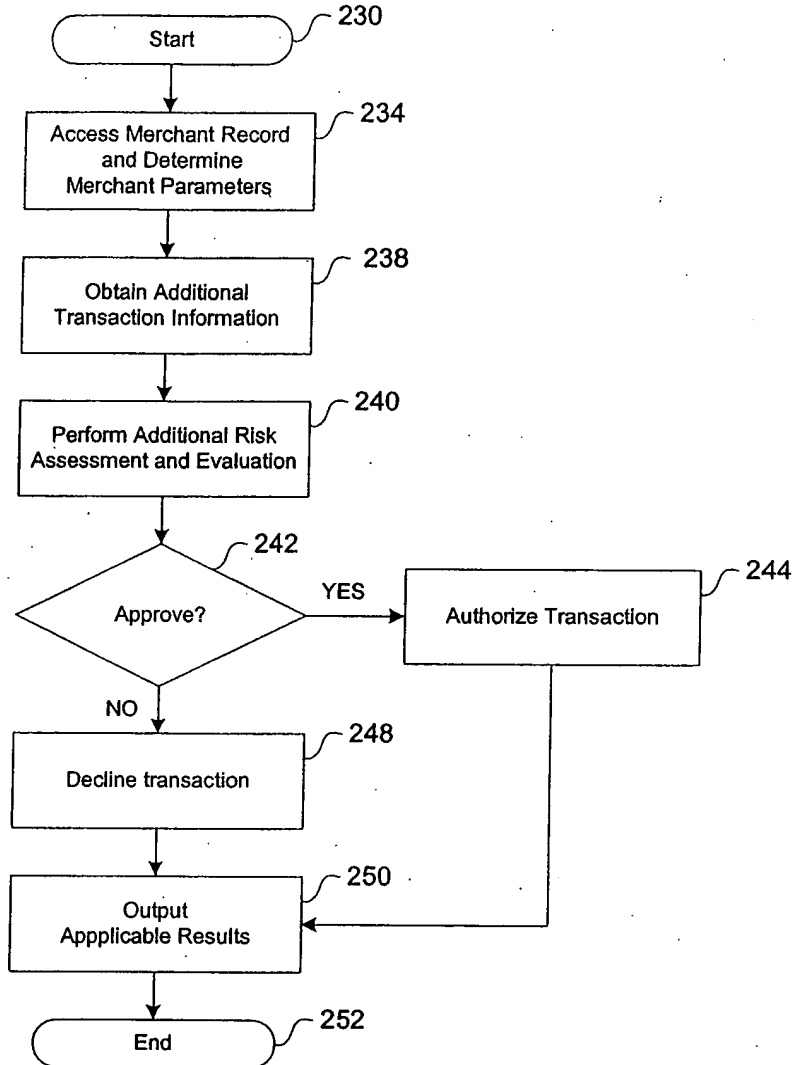 230
Start
234
Access Merchant Record
and Determine
Merchant Parameters
238
Obtain Additional
Transaction Information
240
Perform Additional Risk
Assessment and Evaluation
242
Approve?
YES
244
Authorize Transaction
NO
248
Decline transaction
250
Output
Appplicable Results
252
End